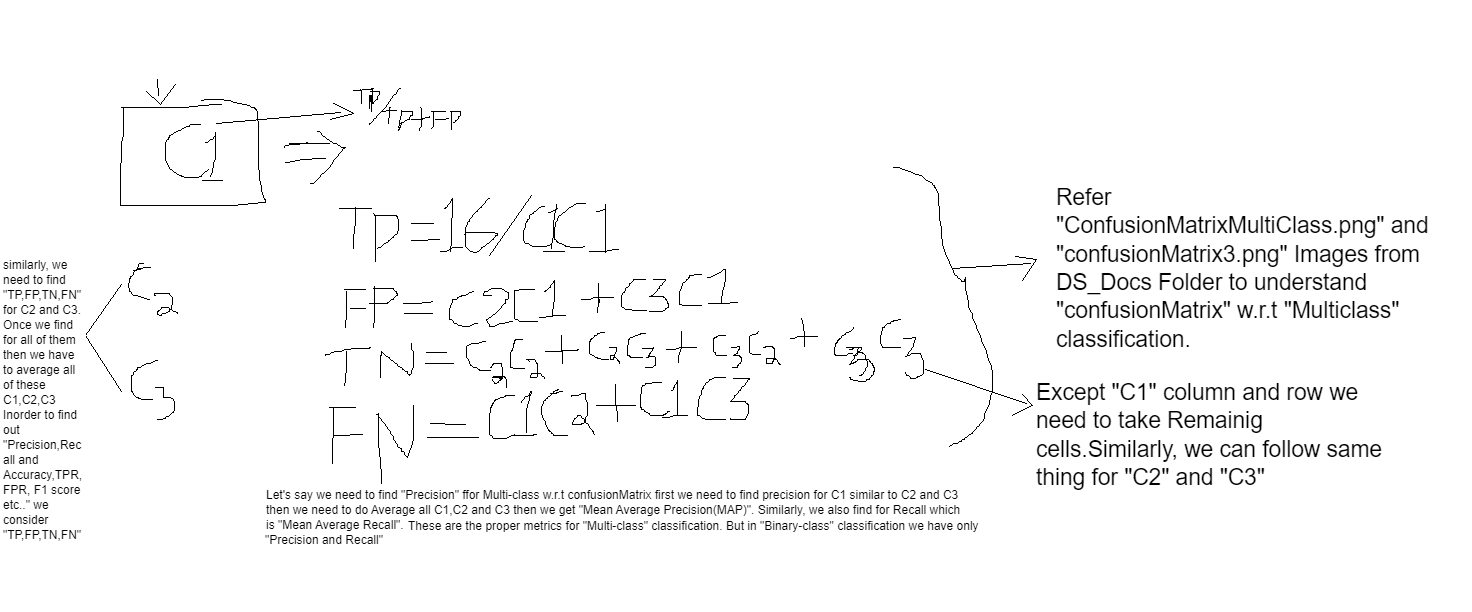 TP/TP+FP
C1
TP=16/C1C1
FP= C2C1 +C3C1
TN= C2C2+ C2C3+ C3C2 + C3C3
FN= C1C2+C1C3
C2
C3
similarly, we
need to find
"TP,FP,TN,FN"
for C2 and C3.
Once we find
for all of them
then we have
to average all
of these
C1,C2,C3
Inorder to find
out
"Precision,Rec
all and
Accuracy,TPR,
FPR, F1 score
etc.." we
consider
"TP,FP,TN,FN"
Let's say we need to find "Precision" ffor Multi-class w.r.t confusionMatrix first we need to find precision for C1 similar to C2 and C3
then we need to do Average all C1,C2 and C3 then we get "Mean Average Precision(MAP)". Similarly, we also find for Recall which
is "Mean Average Recall". These are the proper metrics for "Multi-class" classification. But in "Binary-class" classification we have only
"Precision and Recall"
Refer
"ConfusionMatrixMultiClass.png" and
"confusionMatrix3.png" Images from
DS_Docs Folder to understand
"confusionMatrix" w.r.t "Multiclass"
classification.
Except "C1" column and row we
need to take Remainig
cells.Similarly, we can follow same
thing for "C2" and "C3"